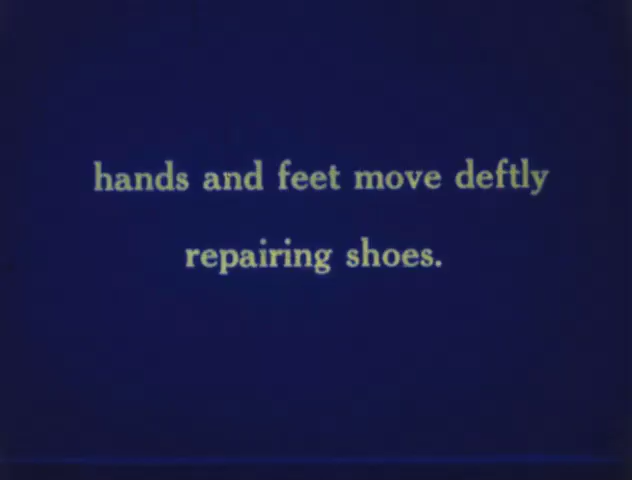 hands and feet move deftly
repairing shoes.